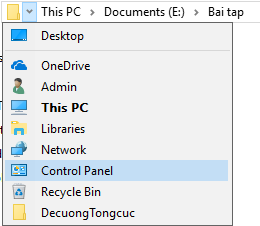 This PC > Documents (E:) > Bai tap
Desktop
OneDrive
Admin
This PC
Libraries
Network
Control Panel
Recycle Bin
DecuongTongcuc